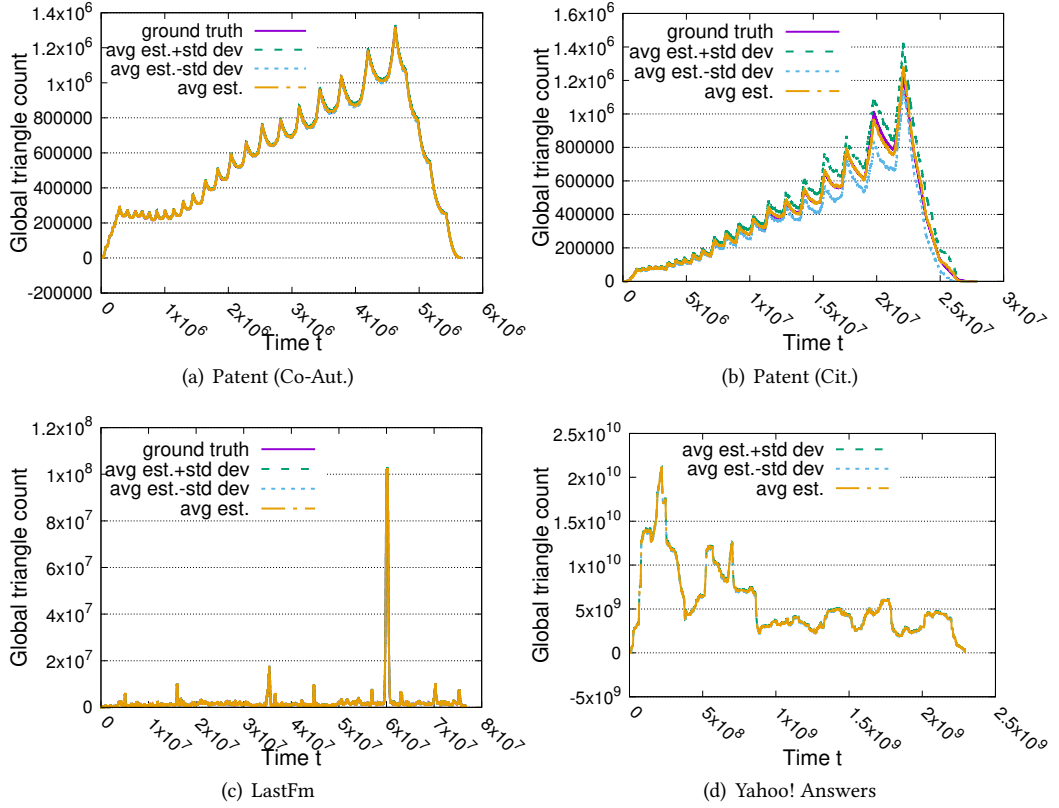 1.4x10^6
1.2x10^6
1x10^6
800000
600000
400000
200000
0
-200000
Global triangle count
ground truth
avg est.+std dev
avg est.-std dev
avg est.
0
1x10^6
2x10^6
3x10^6
4x10^6
5x10^6
6x10^6
Time t
(a) Patent (Co-Aut.)
1.6x10^6
1.4x10^6
1.2x10^6
1x10^6
800000
600000
400000
200000
0
Global triangle count
ground truth
avg est.+std dev
avg est.-std dev
avg est.
0
5x10^6
1x10^7
1.5x10^7
2x10^7
2.5x10^7
3x10^7
Time t
(b) Patent (Cit.)
1.2x10^8
1x10^8
8x10^7
6x10^7
4x10^7
2x10^7
0
Global triangle count
ground truth
avg est.+std dev
avg est.-std dev
avg est.
0
1x10^7
2x10^7
3x10^7
4x10^7
5x10^7
6x10^7
7x10^7
8x10^7
Time t
(c) LastFm
2.5x10^10
2x10^10
1.5x10^10
1x10^10
5x10^9
0
-5x10^9
Global triangle count
avg est.+std dev
avg est.-std dev
avg est.
0
5x10^8
1x10^9
1.5x10^9
2x10^9
2.5x10^9
Time t
(d) Yahoo! Answers